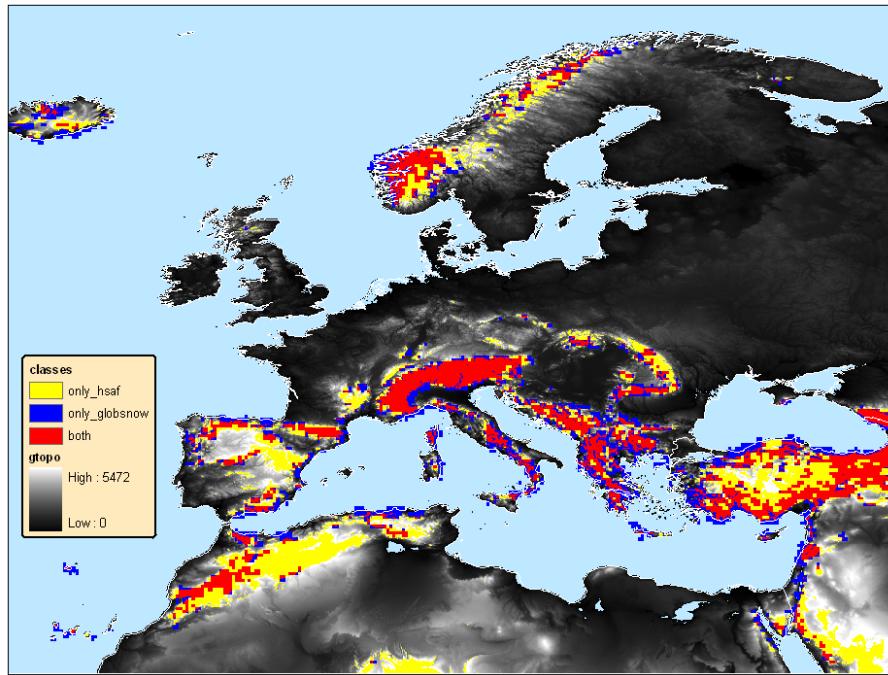 classes
only_hsaf
only_globsnow
both
gtopo
High : 5472
Low : 0